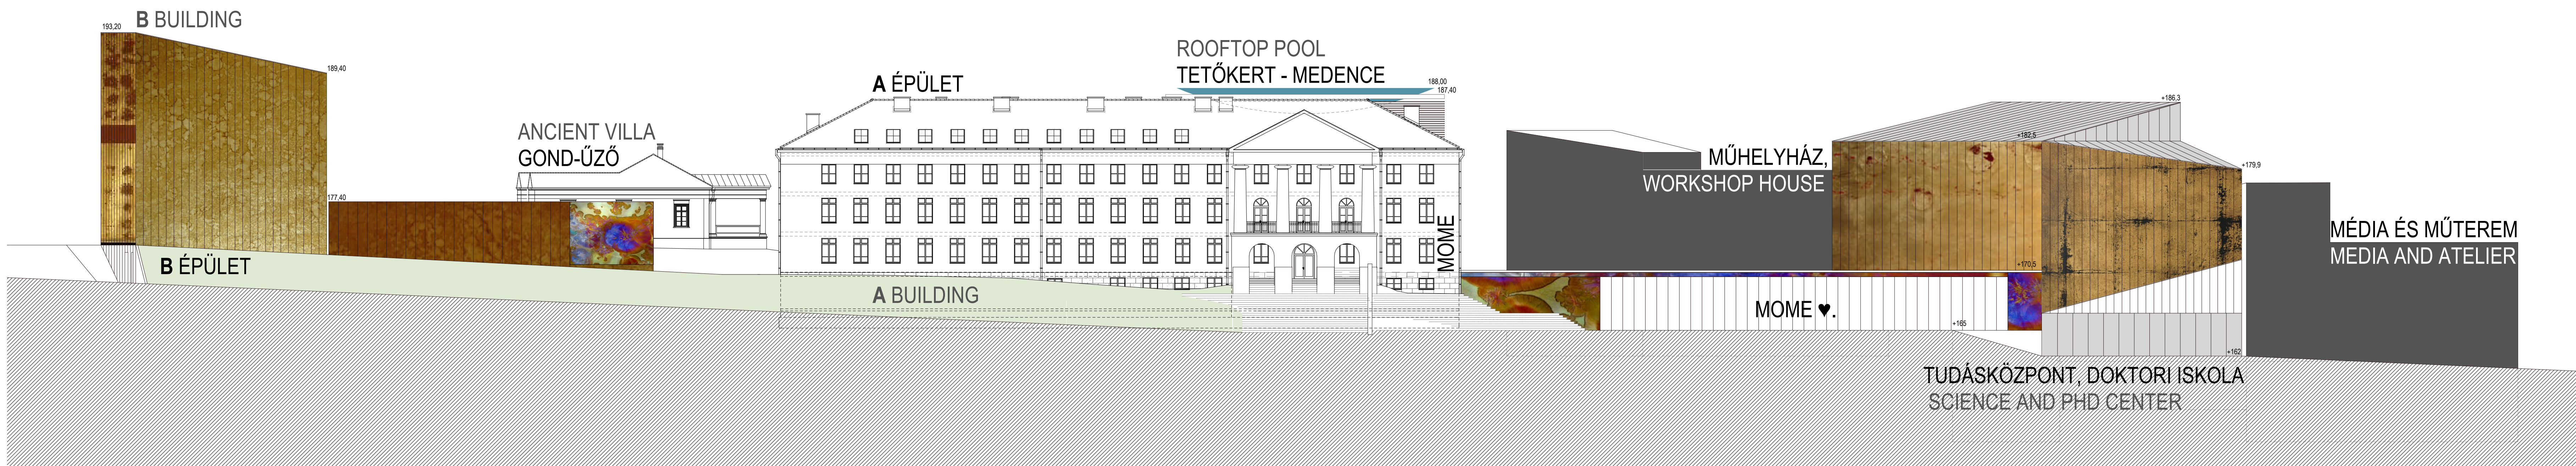 B BUILDING
193,20
189,40
177,40
B ÉPÜLET
ANCIENT VILLA
GOND-ŰZŐ
A ÉPÜLET
A BUILDING
ROOFTOP POOL
TETŐKERT - MEDENCE
188,00
187,40
MOME
MŰHELYHÁZ,
WORKSHOP HOUSE
+186,3
+182,5
+179,9
+170,5
MOME ♥.
+165
+162
TUDÁSKÖZPONT, DOKTORI ISKOLA
SCIENCE AND PHD CENTER
MÉDIA ÉS MŰTEREM
MEDIA AND ATELIER